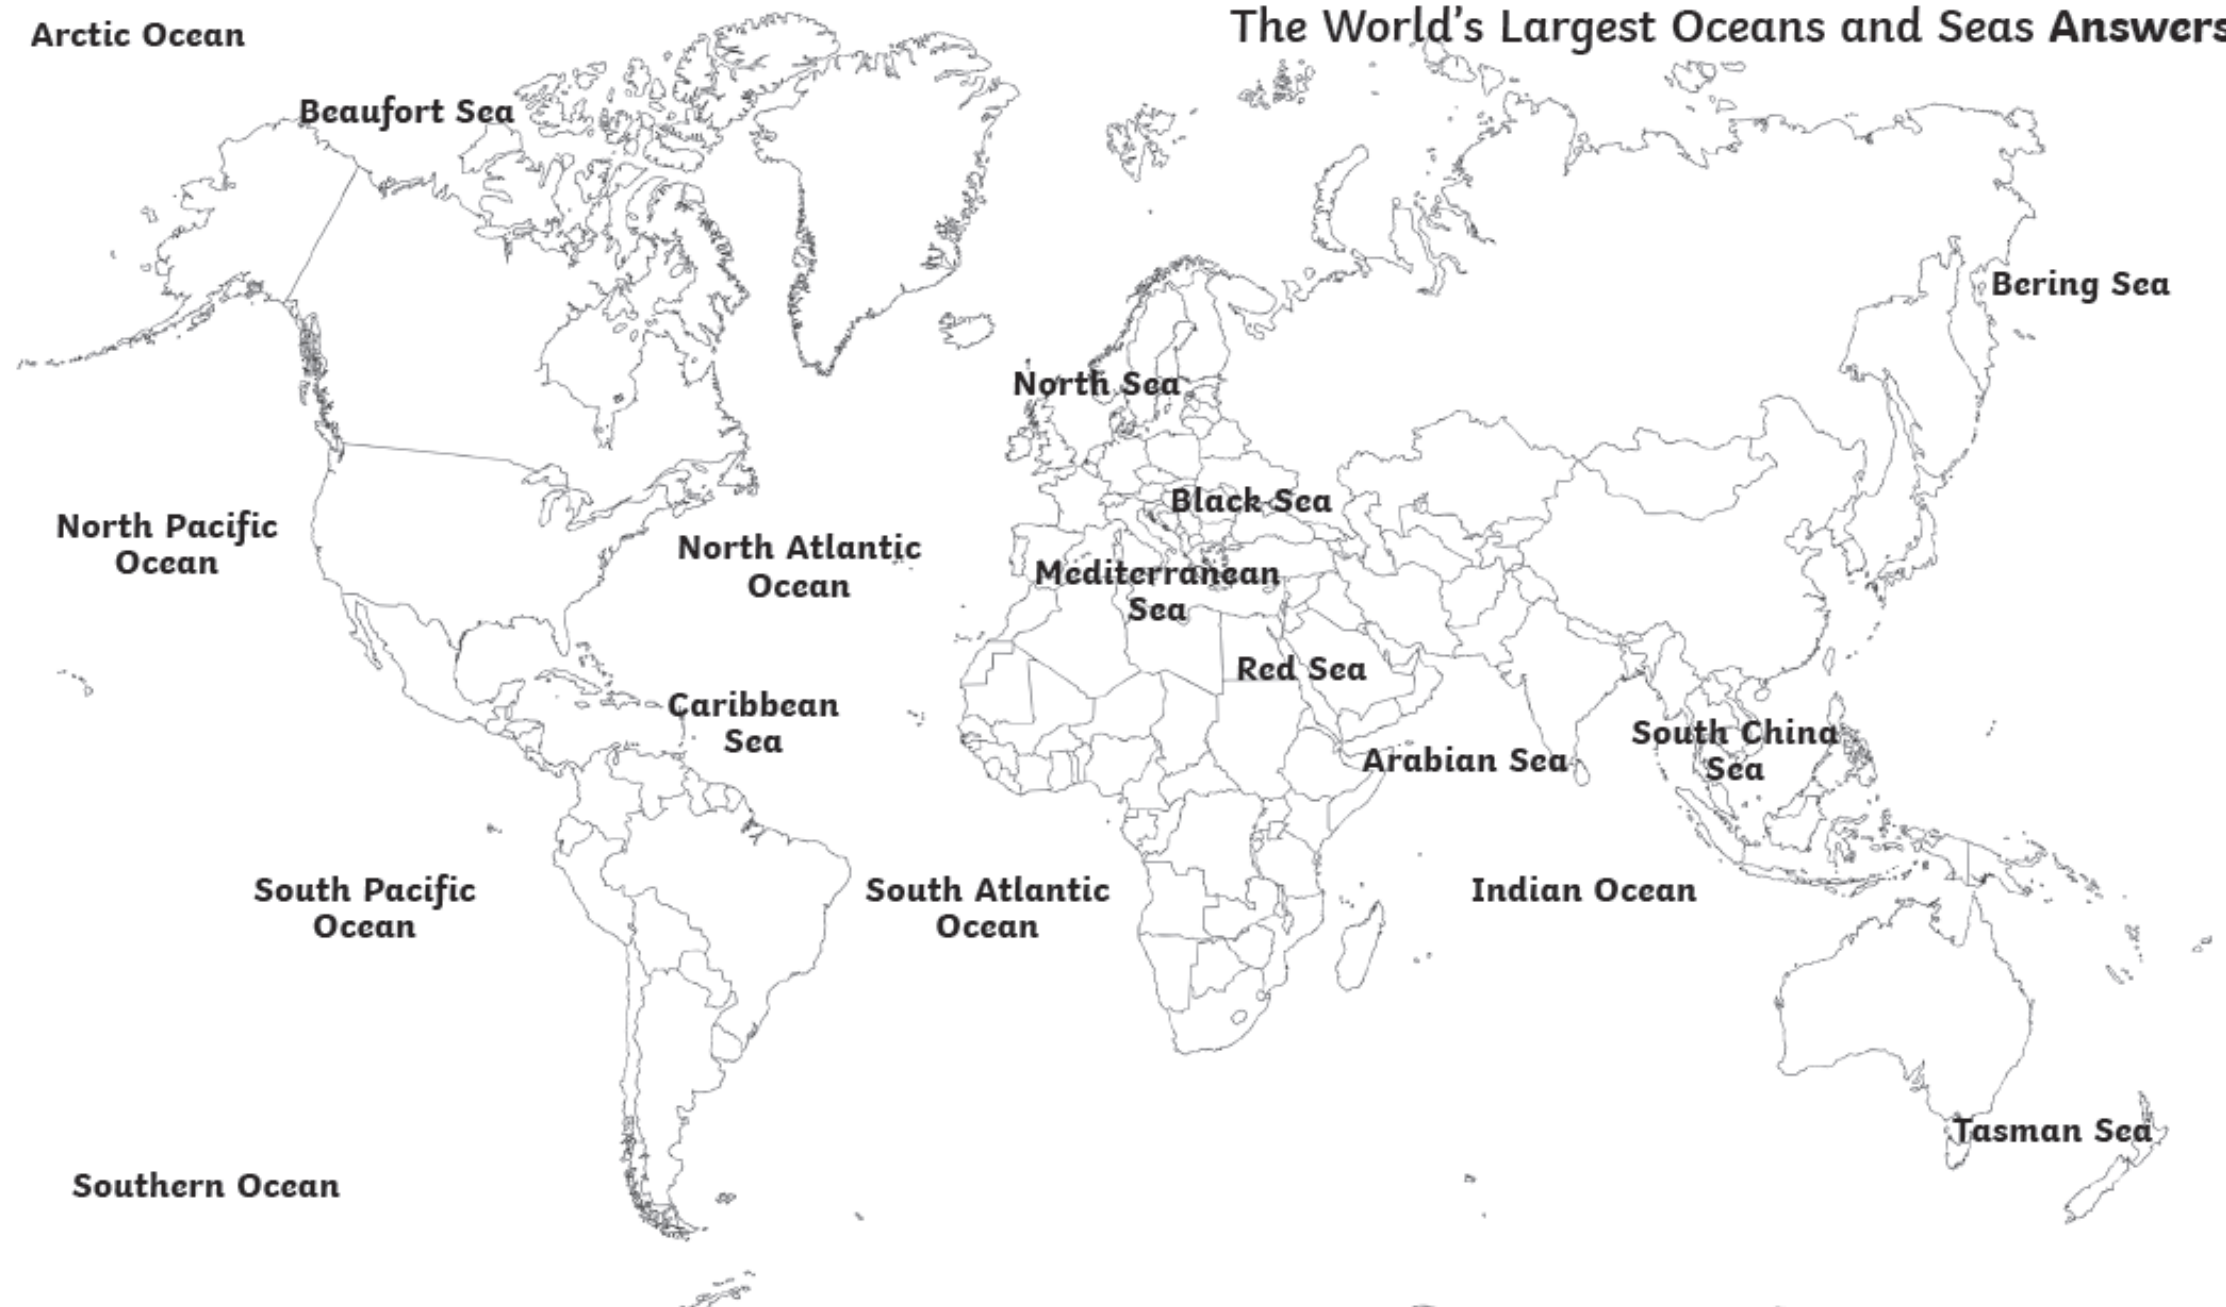 The World's Largest Oceans and Seas Answers
Arctic Ocean
Beaufort Sea
Bering Sea
North Sea
Black Sea
North Pacific
Ocean
North Atlantic
Ocean
Mediterranean
Sea
Red Sea
Caribbean
Sea
South China
Sea
Arabian Sea
South Pacific
Ocean
South Atlantic
Ocean
Indian Ocean
Tasman Sea
Southern Ocean